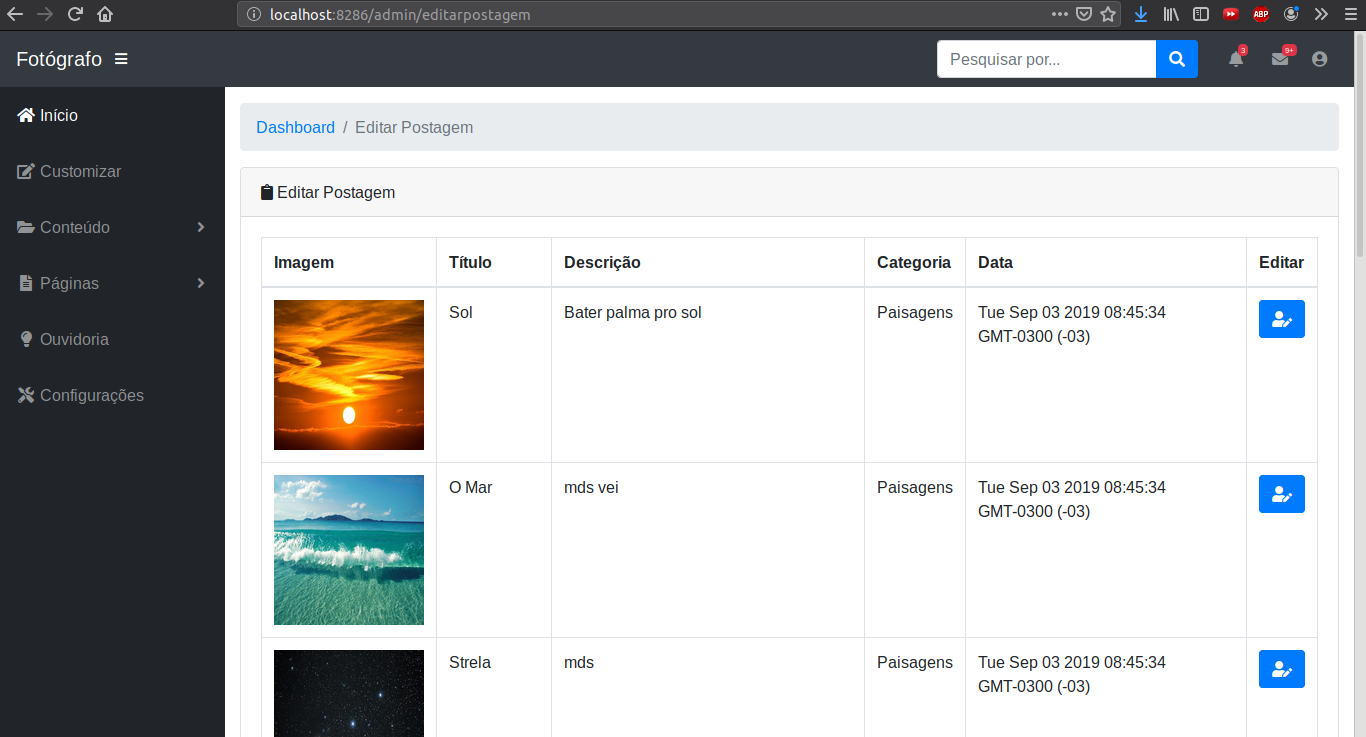 localhost:8286/admin/editarpostagem
ABP
Fotógrafo
Pesquisar por...
3
9+
Início
Customizar
Conteúdo
Páginas
Ouvidoria
Configurações
Dashboard / Editar Postagem
Editar Postagem
Imagem Título Descrição Categoria Data Editar
Sol Bater palma pro sol Paisagens Tue Sep 03 2019 08:45:34
GMT-0300 (-03)
O Mar mds vei Paisagens Tue Sep 03 2019 08:45:34
GMT-0300 (-03)
Strela mds Paisagens Tue Sep 03 2019 08:45:34
GMT-0300 (-03)